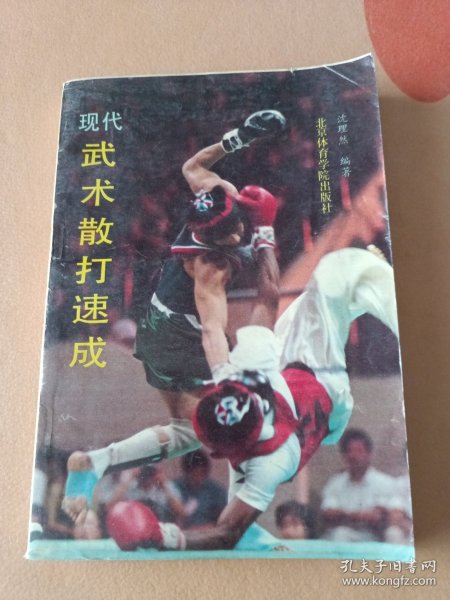 现代
武术散打速成
沈理然 编著
北京体育学院出版社
孔夫子旧书网
www.kongfz.com